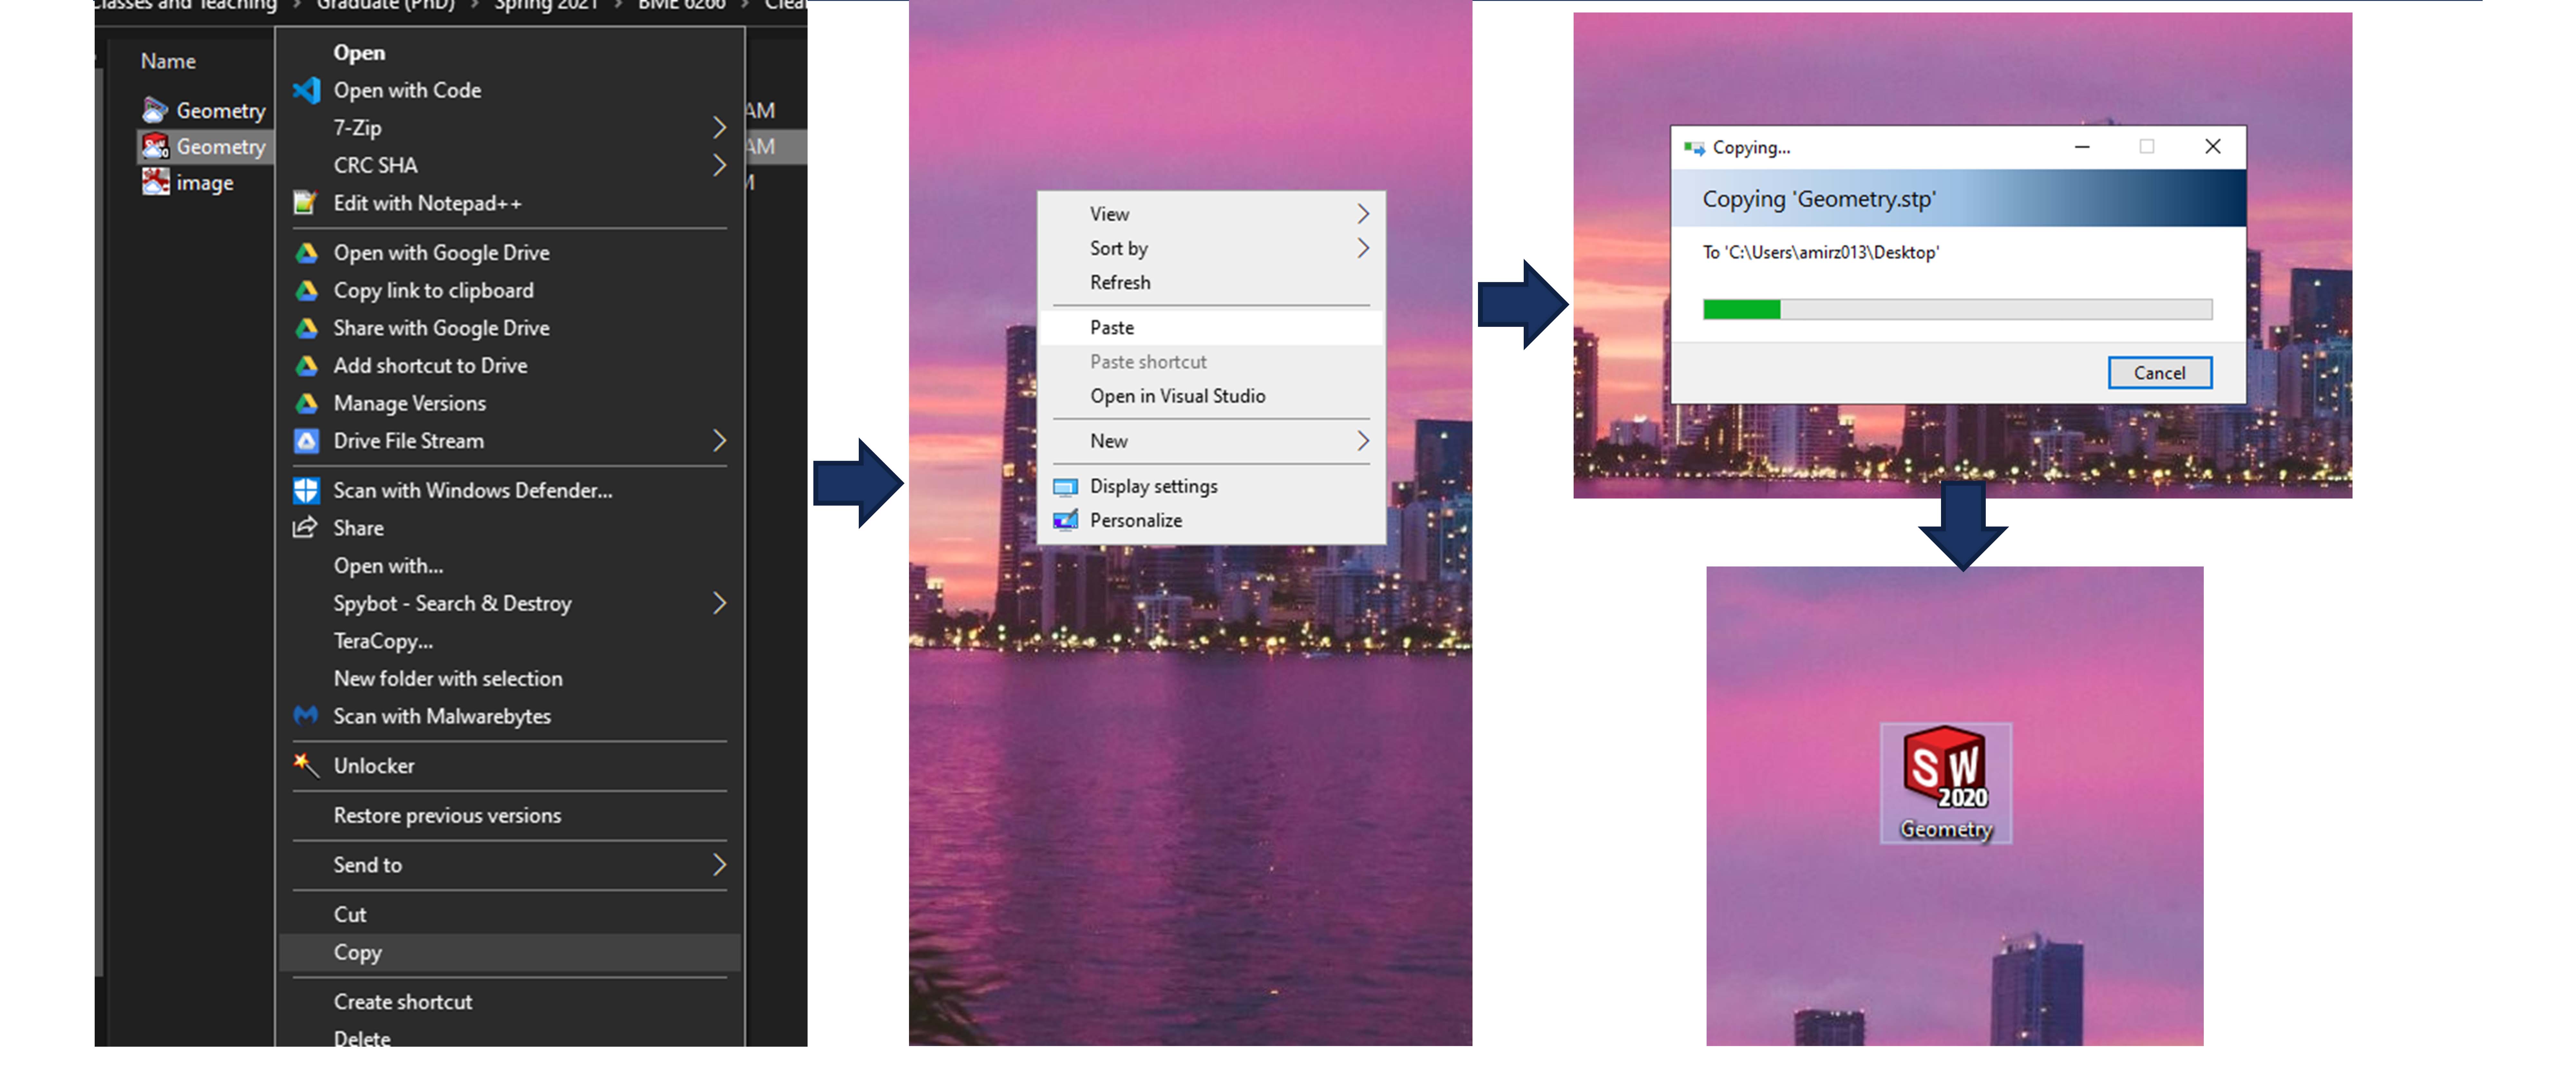 Classes and Teaching > Graduate (PhD) > Spring 2021 > BME 6266 >
Name
Geometry
Geometry
image
AM
AM
Open
Open with Code
7-Zip
CRC SHA
Edit with Notepad++
Open with Google Drive
Copy link to clipboard
Share with Google Drive
Add shortcut to Drive
Manage Versions
Drive File Stream
Scan with Windows Defender...
Share
Open with...
Spybot - Search & Destroy
TeraCopy...
New folder with selection
Scan with Malwarebytes
Unlocker
Restore previous versions
Send to
Cut
Copy
Create shortcut
Delete
View
Sort by
Refresh
Paste
Paste shortcut
Open in Visual Studio
New
Display settings
Personalize
Copying...
Copying 'Geometry.stp'
To 'C:\Users\amirz013\Desktop'
Cancel
SW
2020
Geometry